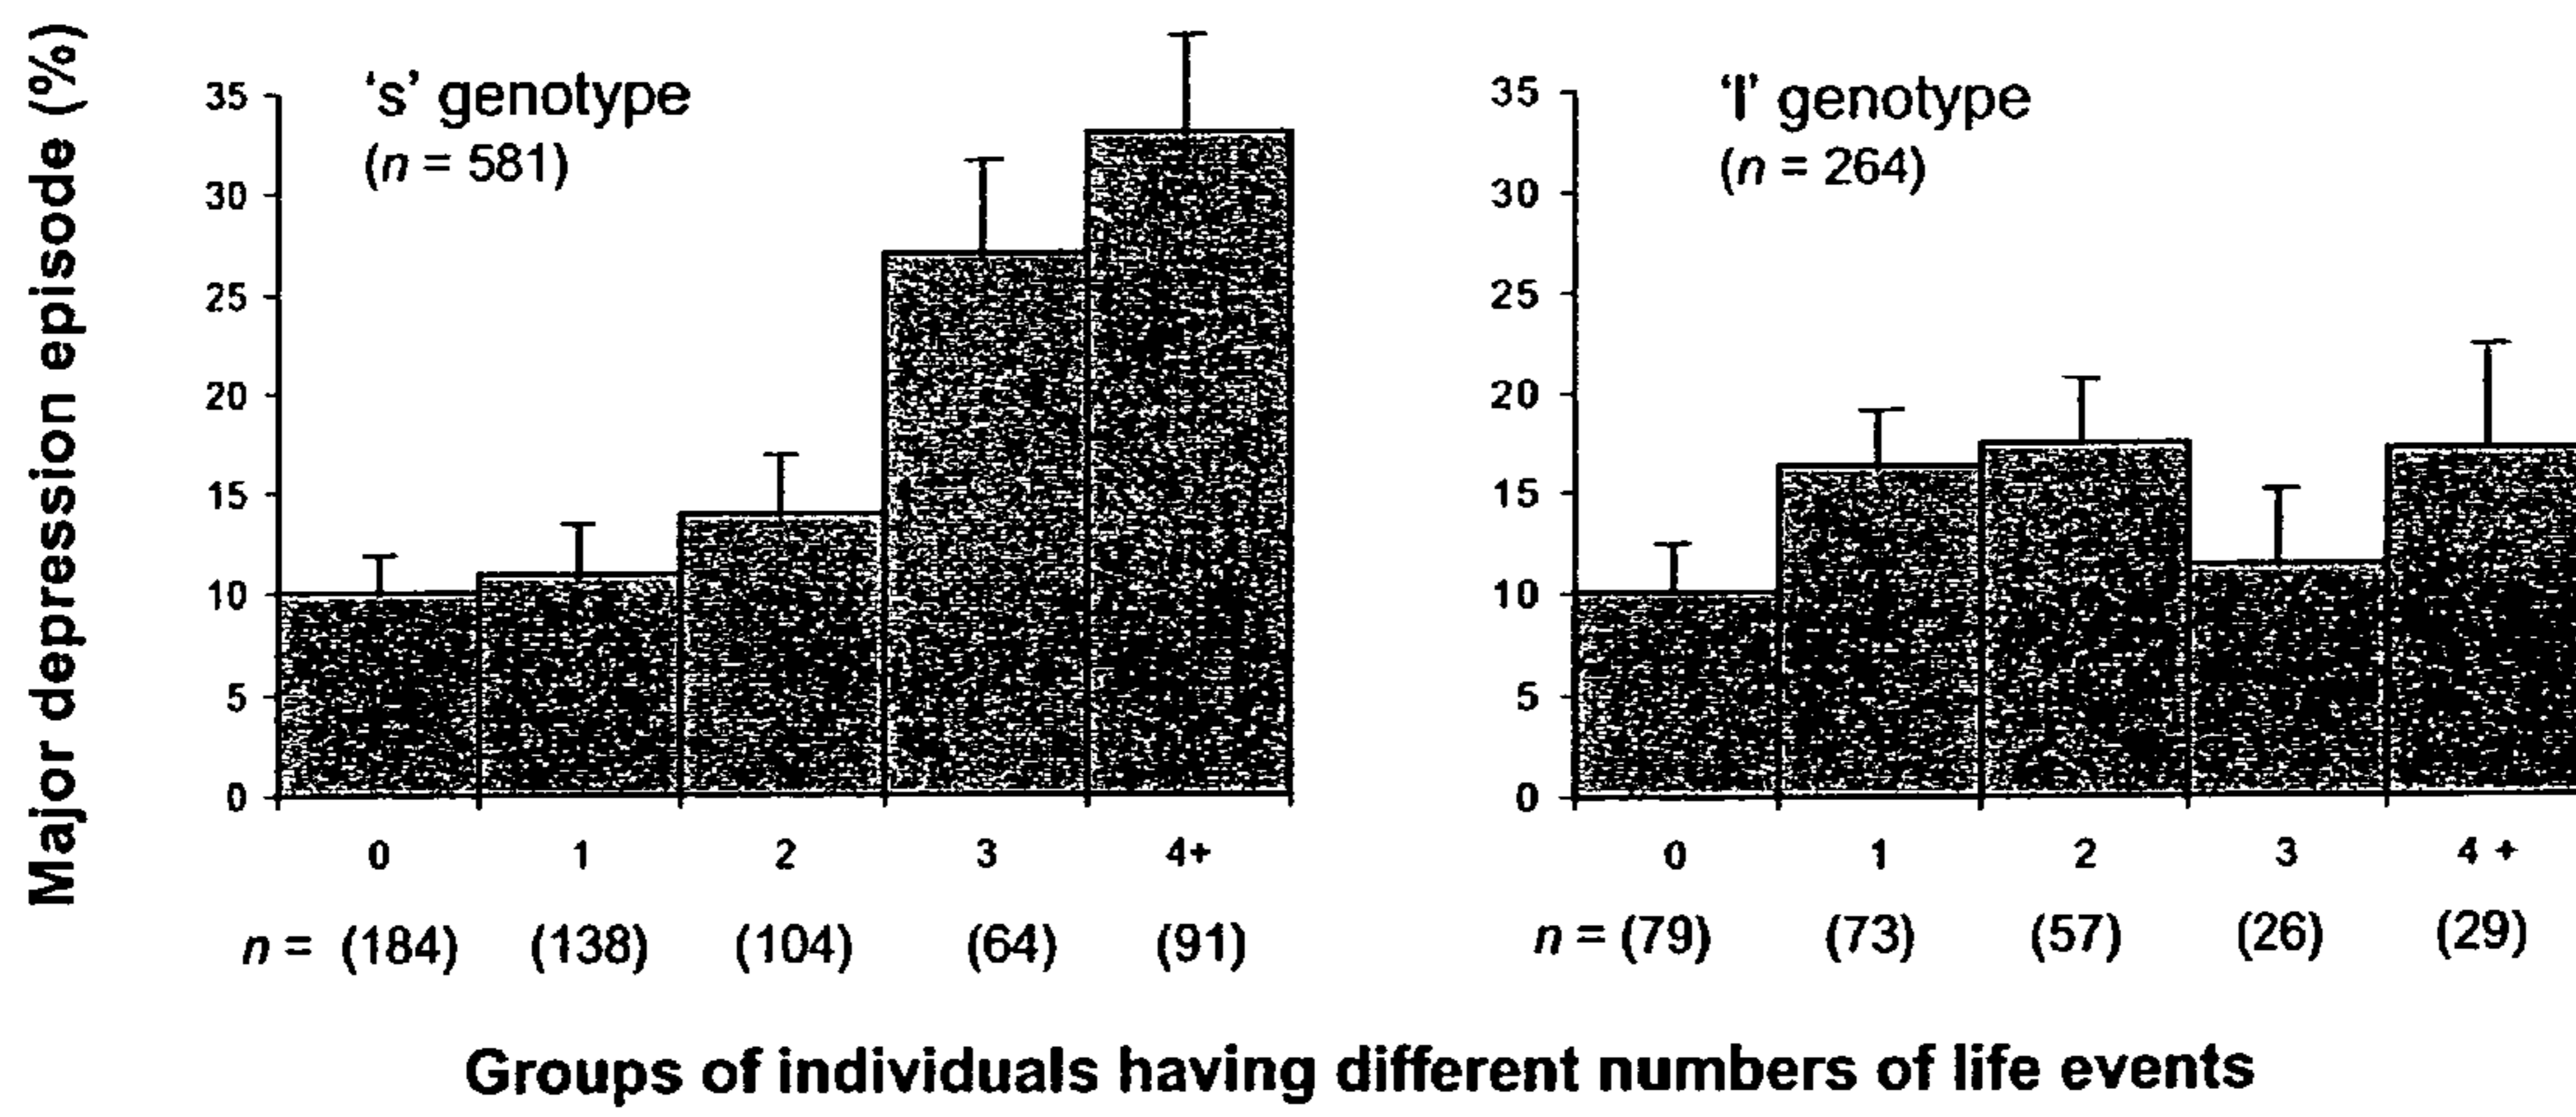 Major depression episode (%)
35
30
25
20
15
10
5
0
‘s’ genotype
(n = 581)
0 1 2 3 4+
n = (184) (138) (104) (64) (91)
35
30
25
20
15
10
5
0
‘l’ genotype
(n = 264)
0 1 2 3 4 +
n = (79) (73) (57) (26) (29)
Groups of individuals having different numbers of life events